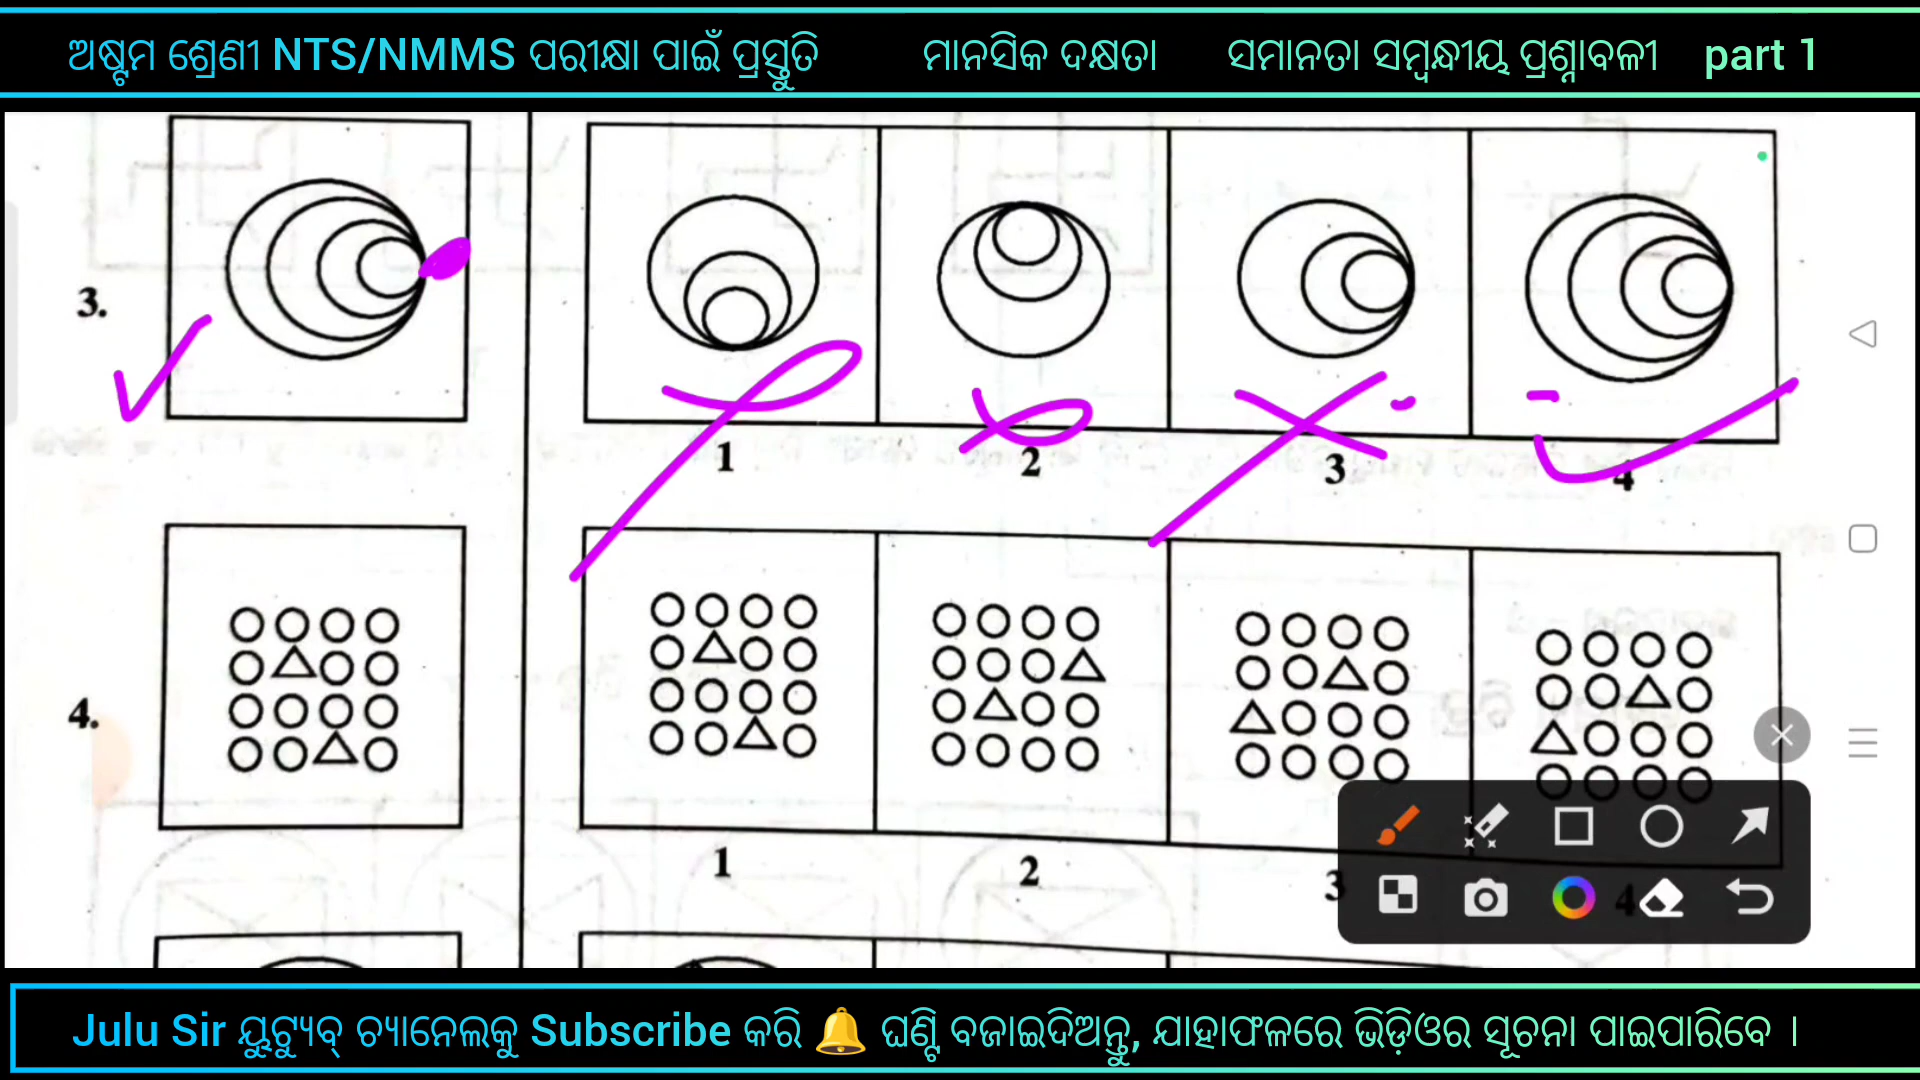 ଅଷ୍ଟମ ଶ୍ରେଣୀ NTS/NMMS ପରୀକ୍ଷା ପାଇଁ ପ୍ରସ୍ତୁତି ମାନସିକ ଦକ୍ଷତା ସମାନତା ସମ୍ବନ୍ଧୀୟ ପ୍ରଶ୍ନାବଳୀ part 1
3.
1 2 3 4
4.
1 2 3 4
Julu Sir ୟୁଟ୍ୟୁବ୍ ଚ୍ୟାନେଲକୁ Subscribe କରି 🔔 ଘଣ୍ଟି ବଜାଇଦିଅନ୍ତୁ, ଯାହାଫଳରେ ଭିଡ଼ିଓର ସୂଚନା ପାଇପାରିବେ ।